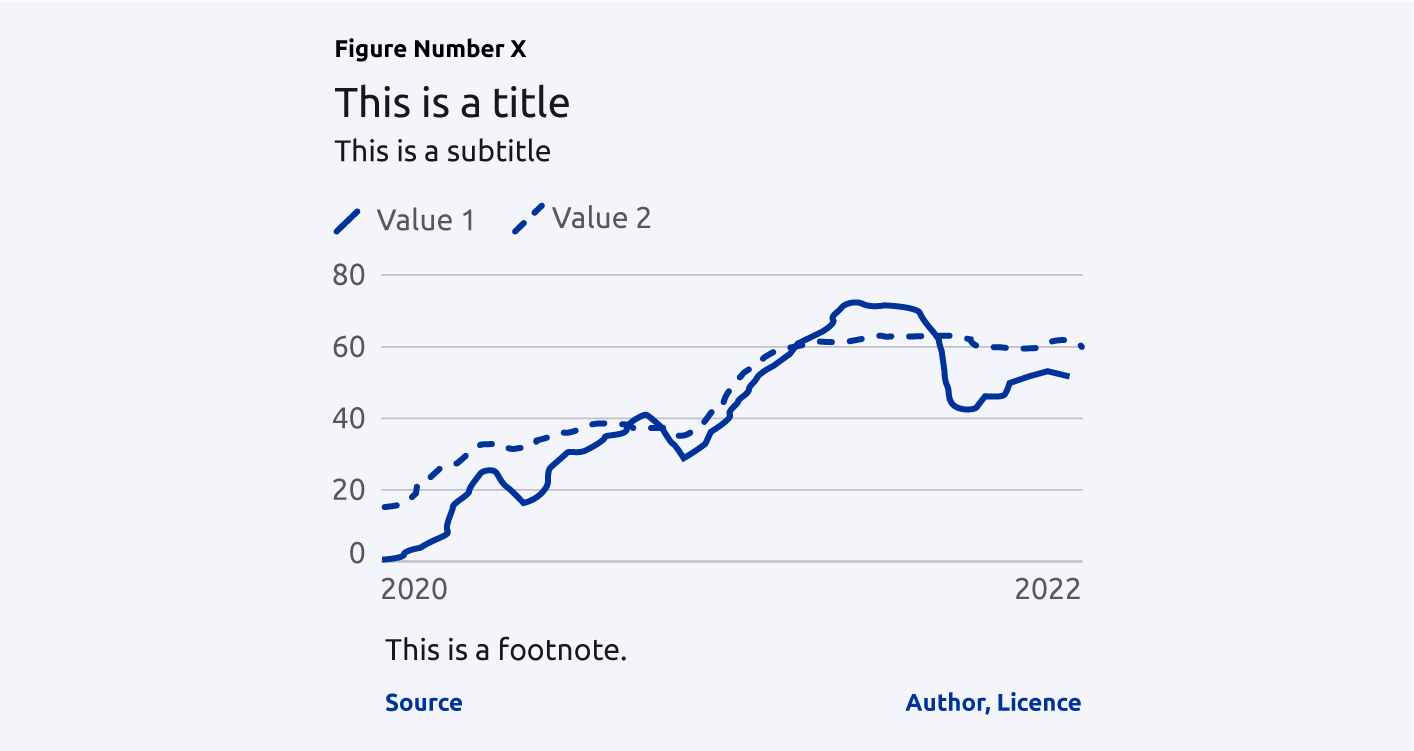 Figure Number X
This is a title
This is a subtitle
Value 1 Value 2
80
60
40
20
0
2020 2022
This is a footnote.
Source Author, Licence